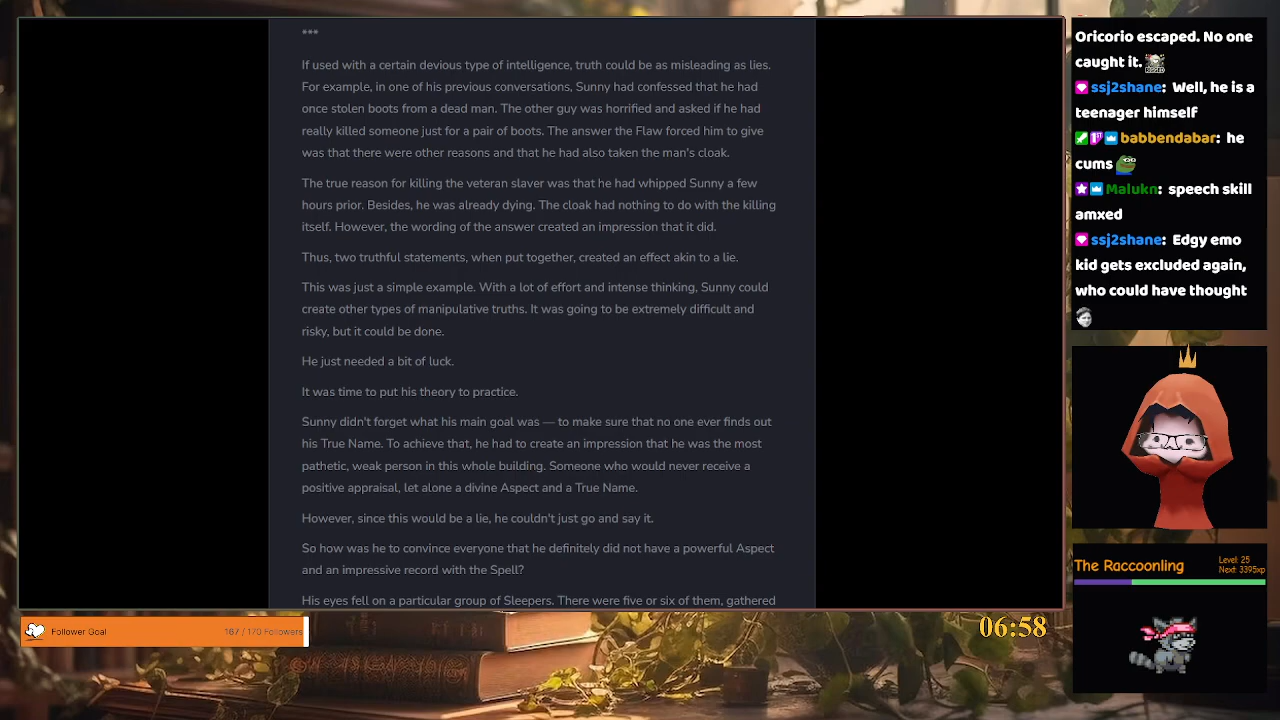 ***
If used with a certain devious type of intelligence, truth could be as misleading as lies.
For example, in one of his previous conversations, Sunny had confessed that he had
once stolen boots from a dead man. The other guy was horrified and asked if he had
really killed someone just for a pair of boots. The answer the Flaw forced him to give
was that there were other reasons and that he had also taken the man's cloak.
The true reason for killing the veteran slaver was that he had whipped Sunny a few
hours prior. Besides, he was already dying. The cloak had nothing to do with the killing
itself. However, the wording of the answer created an impression that it did.
Thus, two truthful statements, when put together, created an effect akin to a lie.
This was just a simple example. With a lot of effort and intense thinking, Sunny could
create other types of manipulative truths. It was going to be extremely difficult and
risky, but it could be done.
He just needed a bit of luck.
It was time to put his theory to practice.
Sunny didn't forget what his main goal was — to make sure that no one ever finds out
his True Name. To achieve that, he had to create an impression that he was the most
pathetic, weak person in this whole building. Someone who would never receive a
positive appraisal, let alone a divine Aspect and a True Name.
However, since this would be a lie, he couldn't just go and say it.
So how was he to convince everyone that he definitely did not have a powerful Aspect
and an impressive record with the Spell?
His eyes fell on a particular group of Sleepers. There were five or six of them, gathered
Oricorio escaped. No one
caught it.
ssj2shane: Well, he is a
teenager himself
babbendabar: he
cums
Malukn: speech skill
amxed
ssj2shane: Edgy emo
kid gets excluded again,
who could have thought
The Raccoonling
Level: 25
Next: 3395xp
Follower Goal
167 / 170 Followers
06:58